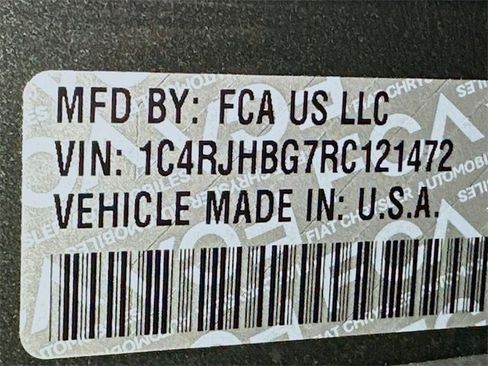 MFD BY: FCA US LLC
VIN: 1C4RJHBG7RC121472
VEHICLE MADE IN: U.S.A.